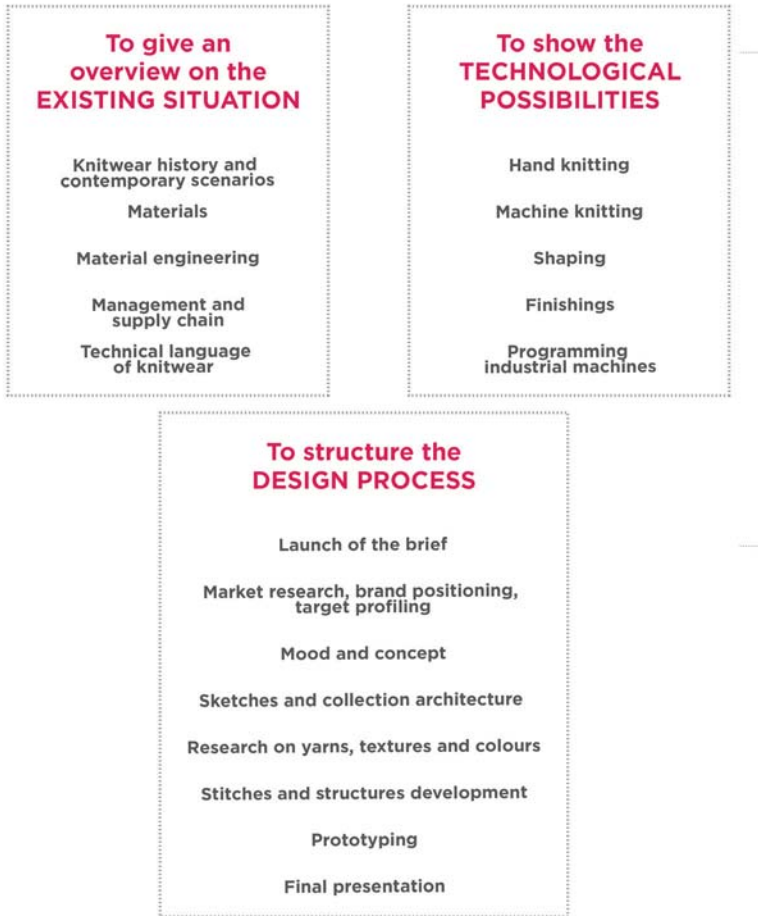 To give an
overview on the
EXISTING SITUATION
Knitwear history and
contemporary scenarios
Materials
Material engineering
Management and
supply chain
Technical language
of knitwear
To show the
TECHNOLOGICAL
POSSIBILITIES
Hand knitting
Machine knitting
Shaping
Finishings
Programming
industrial machines
To structure the
DESIGN PROCESS
Launch of the brief
Market research, brand positioning,
target profiling
Mood and concept
Sketches and collection architecture
Research on yarns, textures and colours
Stitches and structures development
Prototyping
Final presentation